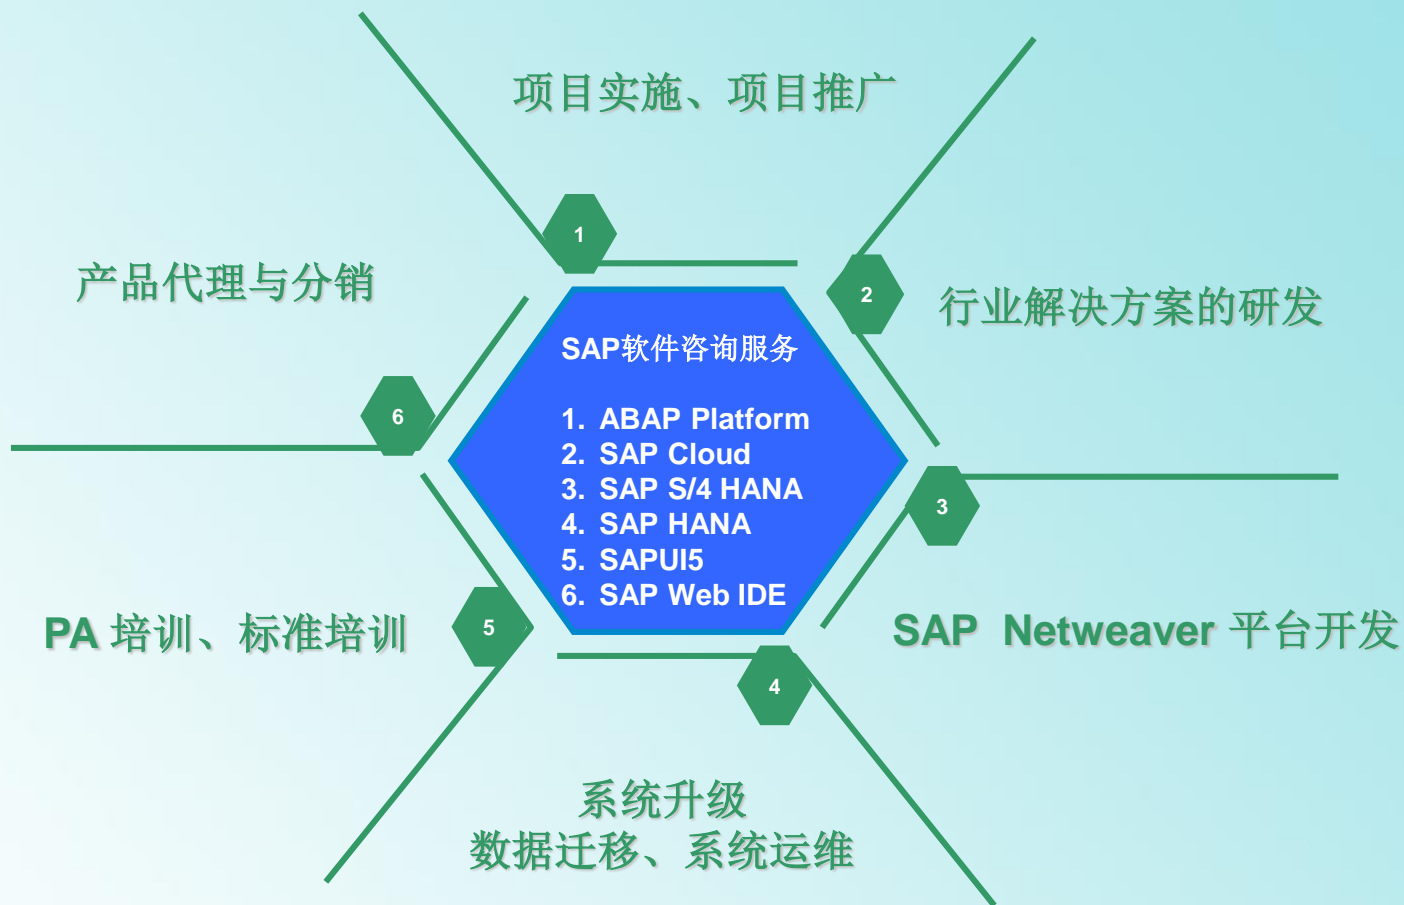 项目实施、项目推广
1
产品代理与分销
2
行业解决方案的研发
SAP软件咨询服务
1. ABAP Platform
2. SAP Cloud
3. SAP S/4 HANA
4. SAP HANA
5. SAPUI5
6. SAP Web IDE
6
3
PA 培训、标准培训
5
SAP Netweaver 平台开发
4
系统升级
数据迁移、系统运维